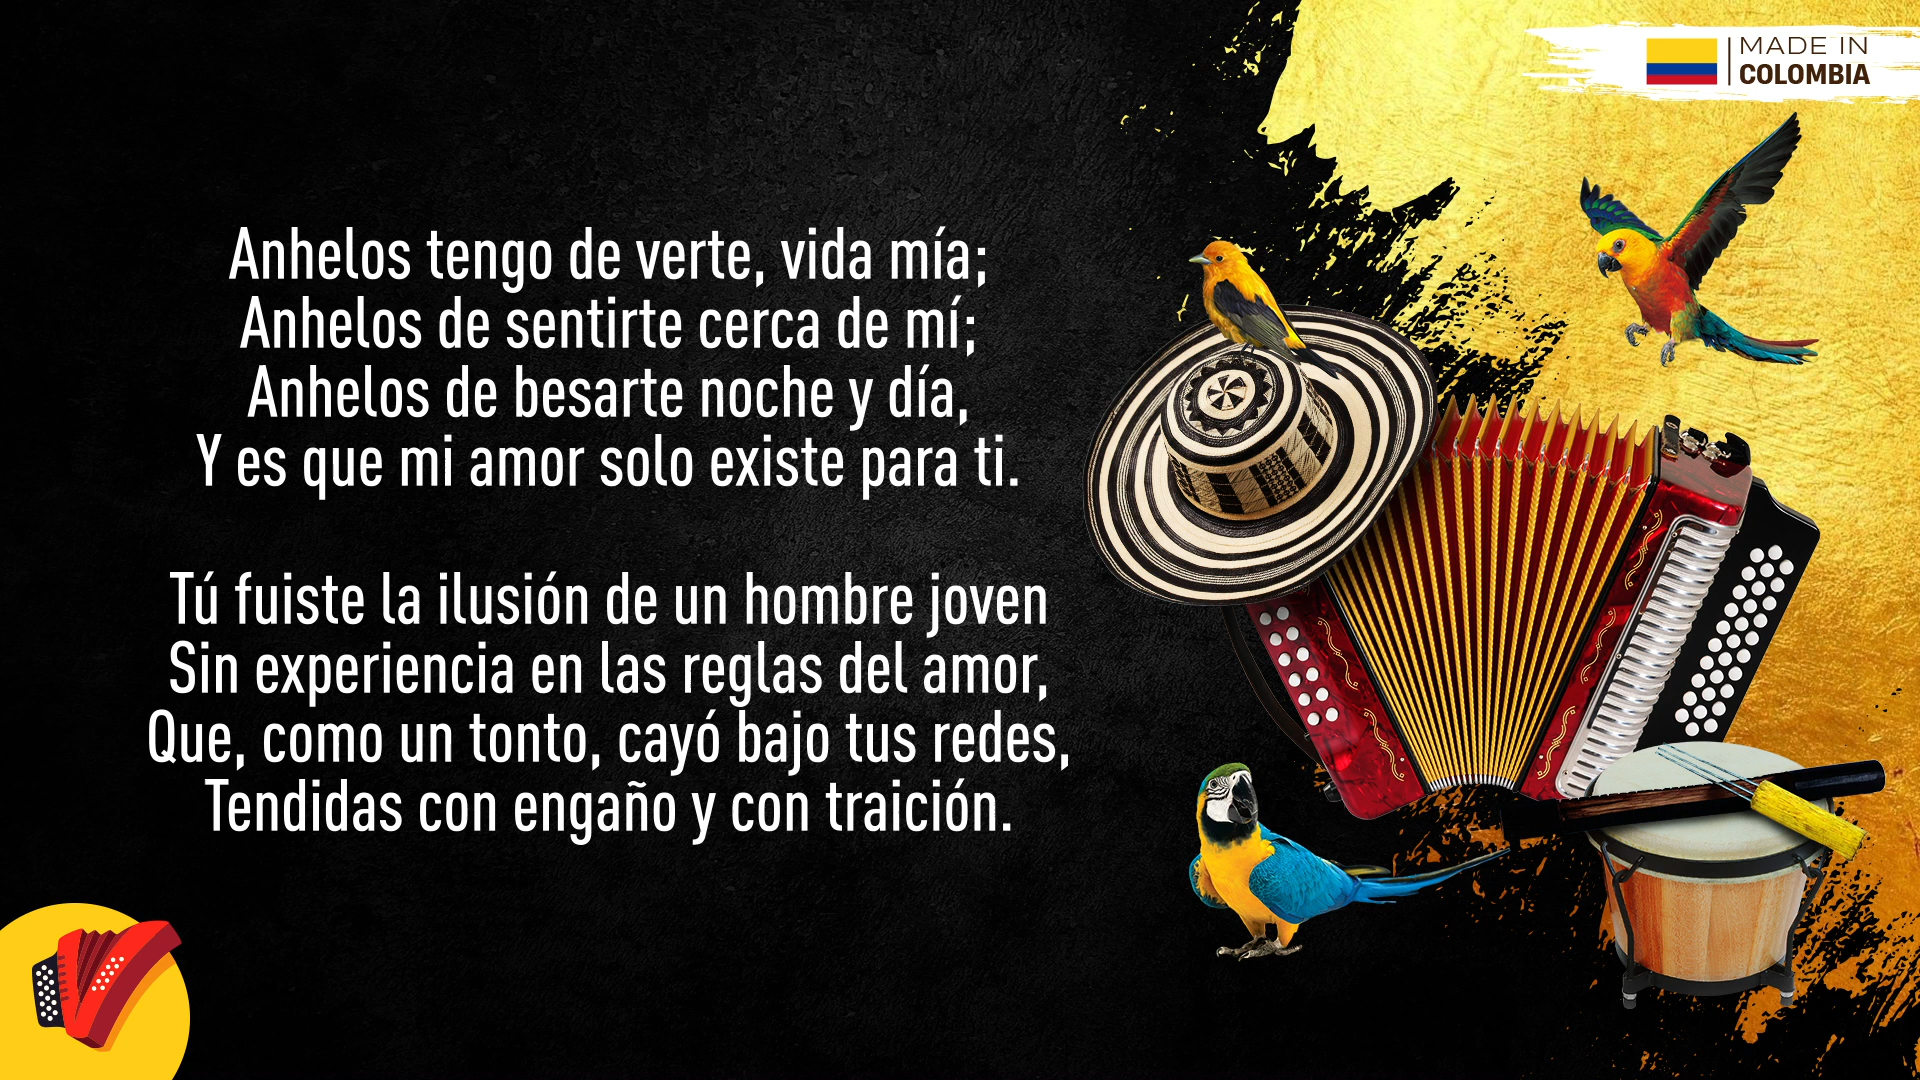 MADE IN
COLOMBIA
Anhelos tengo de verte, vida mía;
Anhelos de sentirte cerca de mí;
Anhelos de besarte noche y día,
Y es que mi amor solo existe para ti.
Tú fuiste la ilusión de un hombre joven
Sin experiencia en las reglas del amor,
Que, como un tonto, cayó bajo tus redes,
Tendidas con engaño y con traición.